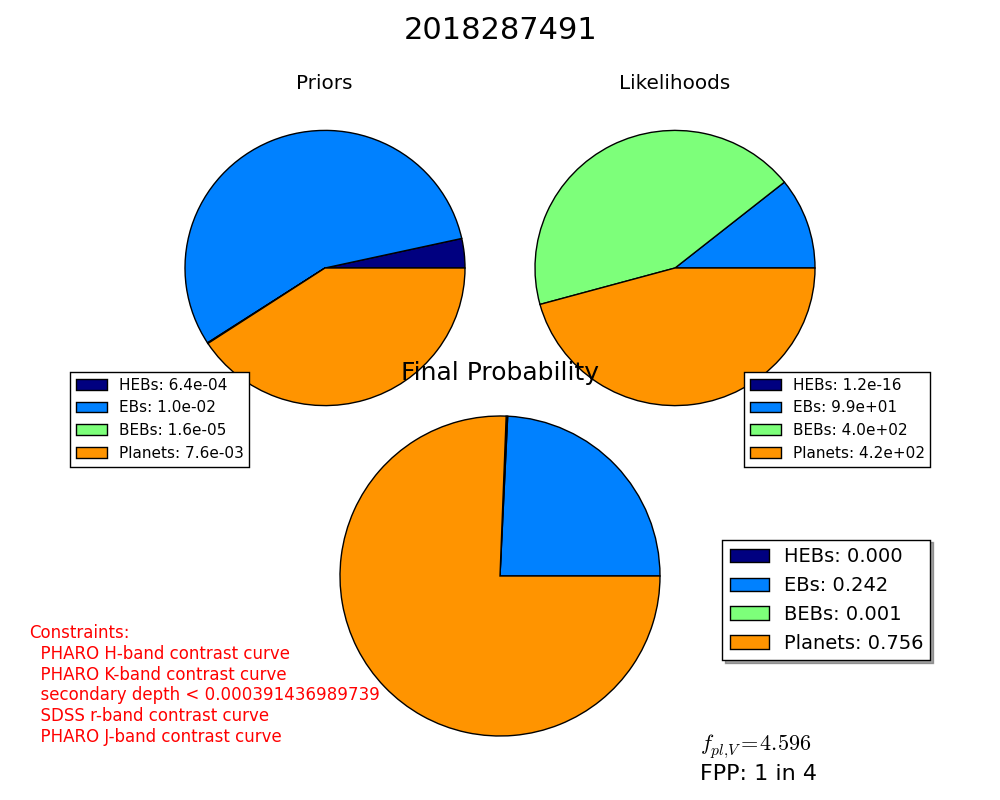 2018287491
Priors
Likelihoods
HEBs: 6.4e-04
EBs: 1.0e-02
BEBs: 1.6e-05
Planets: 7.6e-03
Final Probability
HEBs: 1.2e-16
EBs: 9.9e+01
BEBs: 4.0e+02
Planets: 4.2e+02
HEBs: 0.000
EBs: 0.242
BEBs: 0.001
Planets: 0.756
Constraints:
PHARO H-band contrast curve
PHARO K-band contrast curve
secondary depth < 0.000391436989739
SDSS r-band contrast curve
PHARO J-band contrast curve
f_{pl,V}=4.596
FPP: 1 in 4